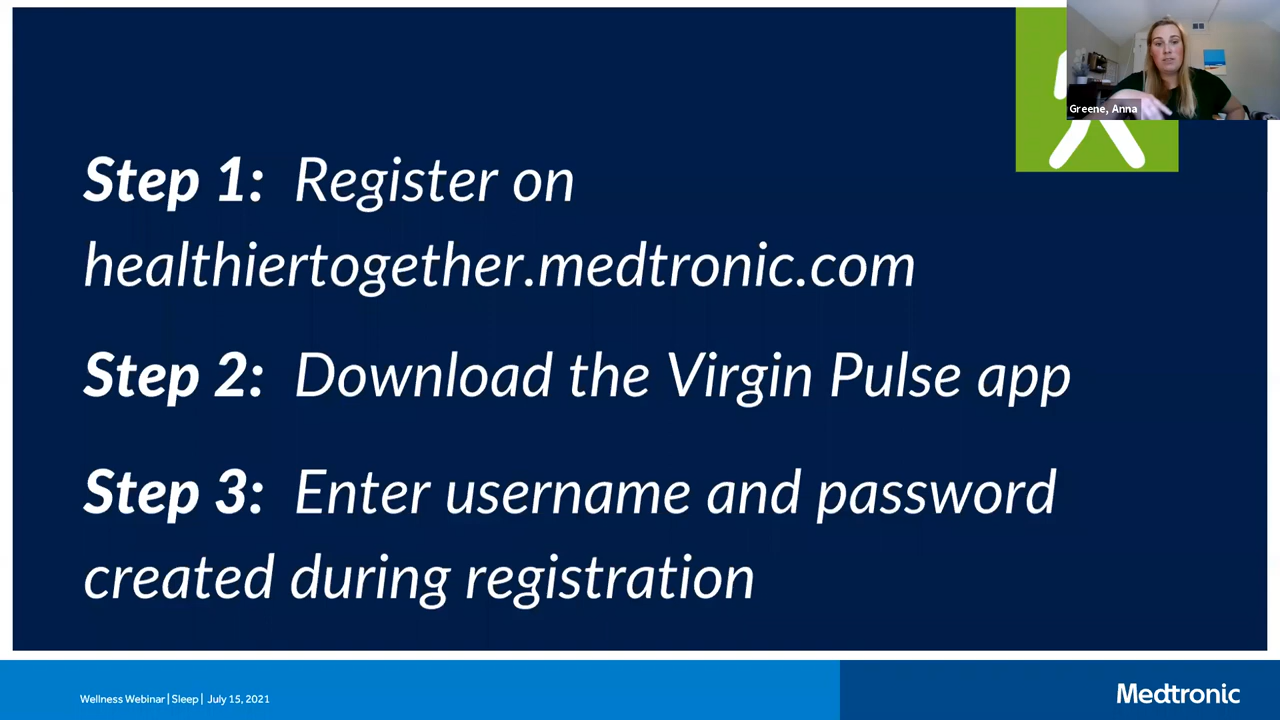 Greene, Anna
Step 1: Register on
healthiertogether.medtronic.com
Step 2: Download the Virgin Pulse app
Step 3: Enter username and password
created during registration
Wellness Webinar | Sleep | July 15, 2021
Medtronic